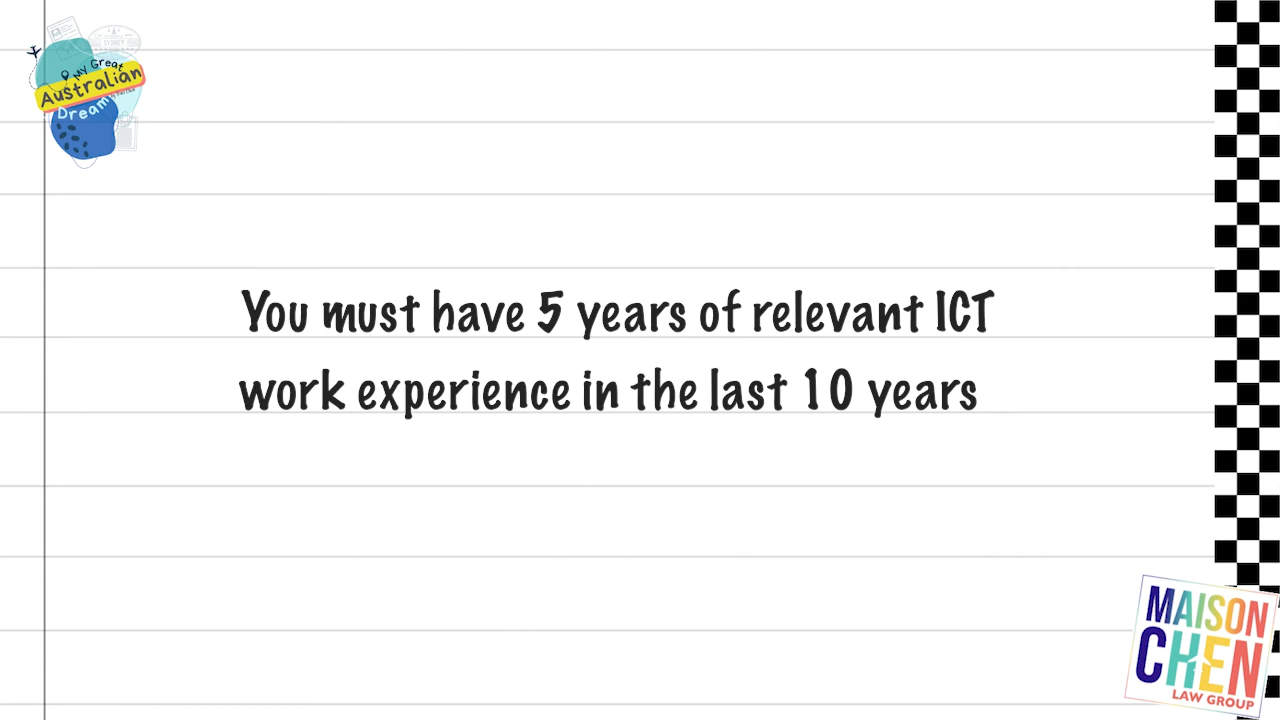 SYDNEY
My Great
Australian
Dream
You must have 5 years of relevant ICT
work experience in the last 10 years
MAISON
CHEN
LAW GROUP